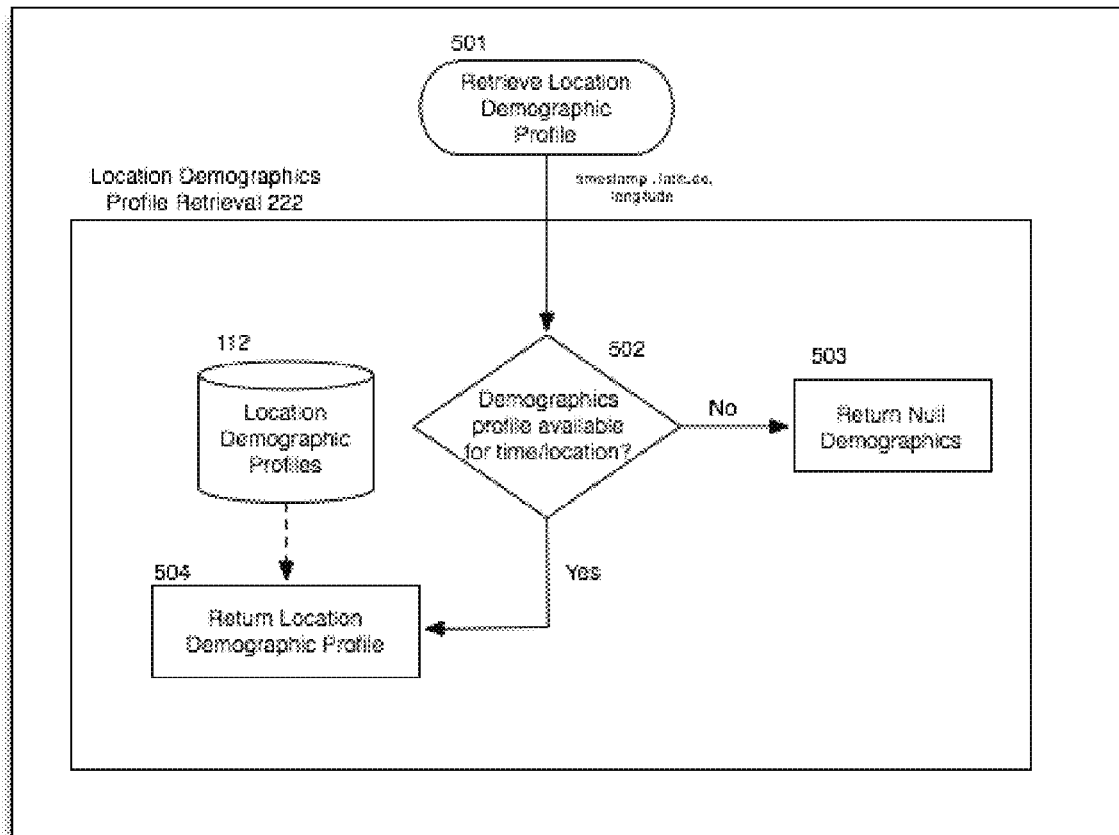 501
Retrieve Location
Demographic
Profile
Location Demographics
Profile Retrieval 222
timestamp, latitude,
longitude
112
Location
Demographic
Profiles
502
Demographics
profile available
for time/location?
No
503
Return Null
Demographics
Yes
504
Return Location
Demographic Profile